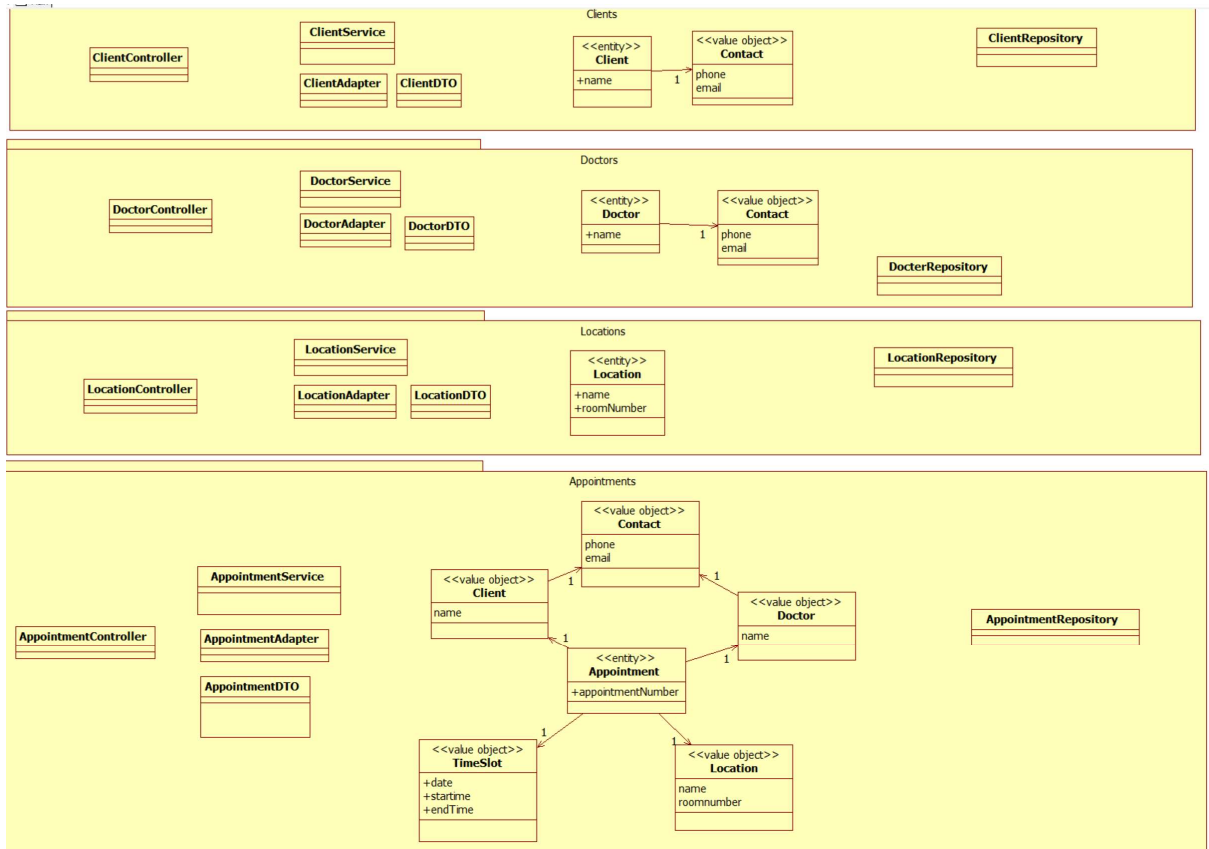 Clients
ClientController
ClientService
ClientAdapter
ClientDTO
<<entity>>
Client
+name
1
<<value object>>
Contact
phone
email
ClientRepository
Doctors
DoctorController
DoctorService
DoctorAdapter
DoctorDTO
<<entity>>
Doctor
+name
1
<<value object>>
Contact
phone
email
DocterRepository
Locations
LocationController
LocationService
LocationAdapter
LocationDTO
<<entity>>
Location
+name
+roomNumber
LocationRepository
Appointments
AppointmentController
AppointmentService
AppointmentAdapter
AppointmentDTO
<<value object>>
Contact
phone
email
<<value object>>
Client
name
1
1
<<value object>>
Doctor
name
1
1
<<entity>>
Appointment
+appointmentNumber
1
1
<<value object>>
TimeSlot
+date
+startime
+endTime
<<value object>>
Location
name
roomnumber
AppointmentRepository